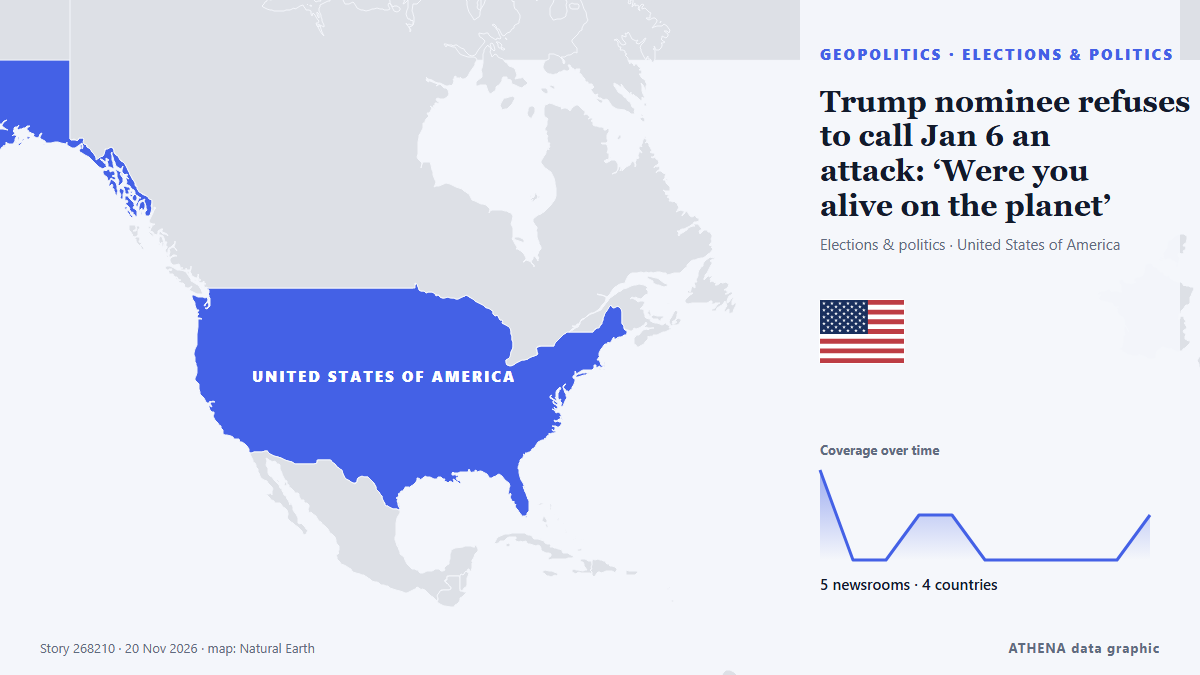 GEOPOLITICS · ELECTIONS & POLITICS
Trump nominee refuses
to call Jan 6 an
attack: ‘Were you
alive on the planet’
Elections & politics · United States of America
UNITED STATES OF AMERICA
Coverage over time
5 newsrooms · 4 countries
Story 268210 · 20 Nov 2026 · map: Natural Earth
ATHENA data graphic